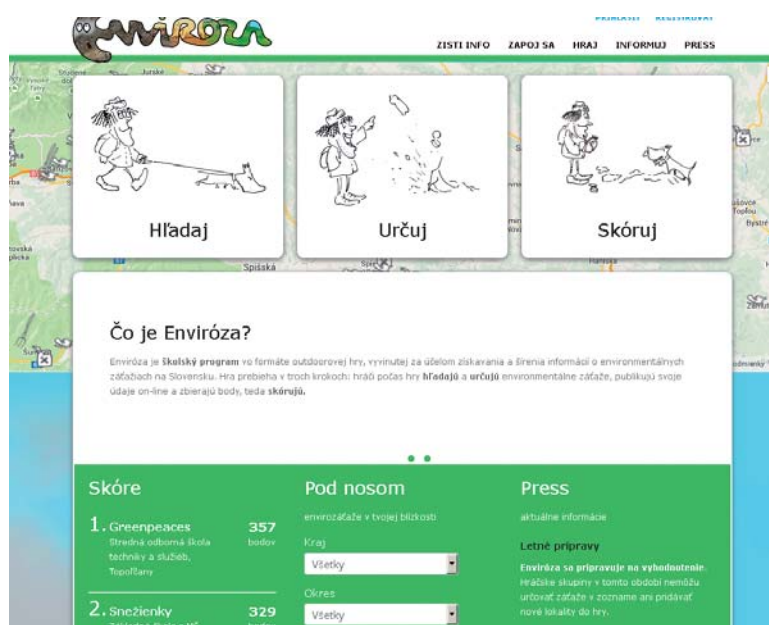 enviróza
PRIHLÁSIŤ REGISTROVAŤ
ZISTI INFO ZAPOJ SA HRAJ INFORMUJ PRESS
Hľadaj
Určuj
Skóruj
Spišská
Čo je Enviróza?
Enviróza je školský program vo formáte outdoorovej hry, vyvinutej za účelom získavania a šírenia informácií o environmentálnych
záťažiach na Slovensku. Hra prebieha v troch krokoch: hráči počas hry hľadajú a určujú environmentálne záťaže, publikujú svoje
údaje on-line a zbierajú body, teda skórujú.
Skóre
1. Greenpeaces 357
Stredná odborná škola bodov
techniky a služieb,
Topoľčany
2. Snežienky 329
Pod nosom
envirozáťaže v tvojej blízkosti
Kraj
Všetky
Okres
Všetky
Press
aktuálne informácie
Letné prípravy
Enviróza sa pripravuje na vyhodnotenie.
Hráčske skupiny v tomto období nemôžu
určovať záťaže v zozname ani pridávať
nové lokality do hry.